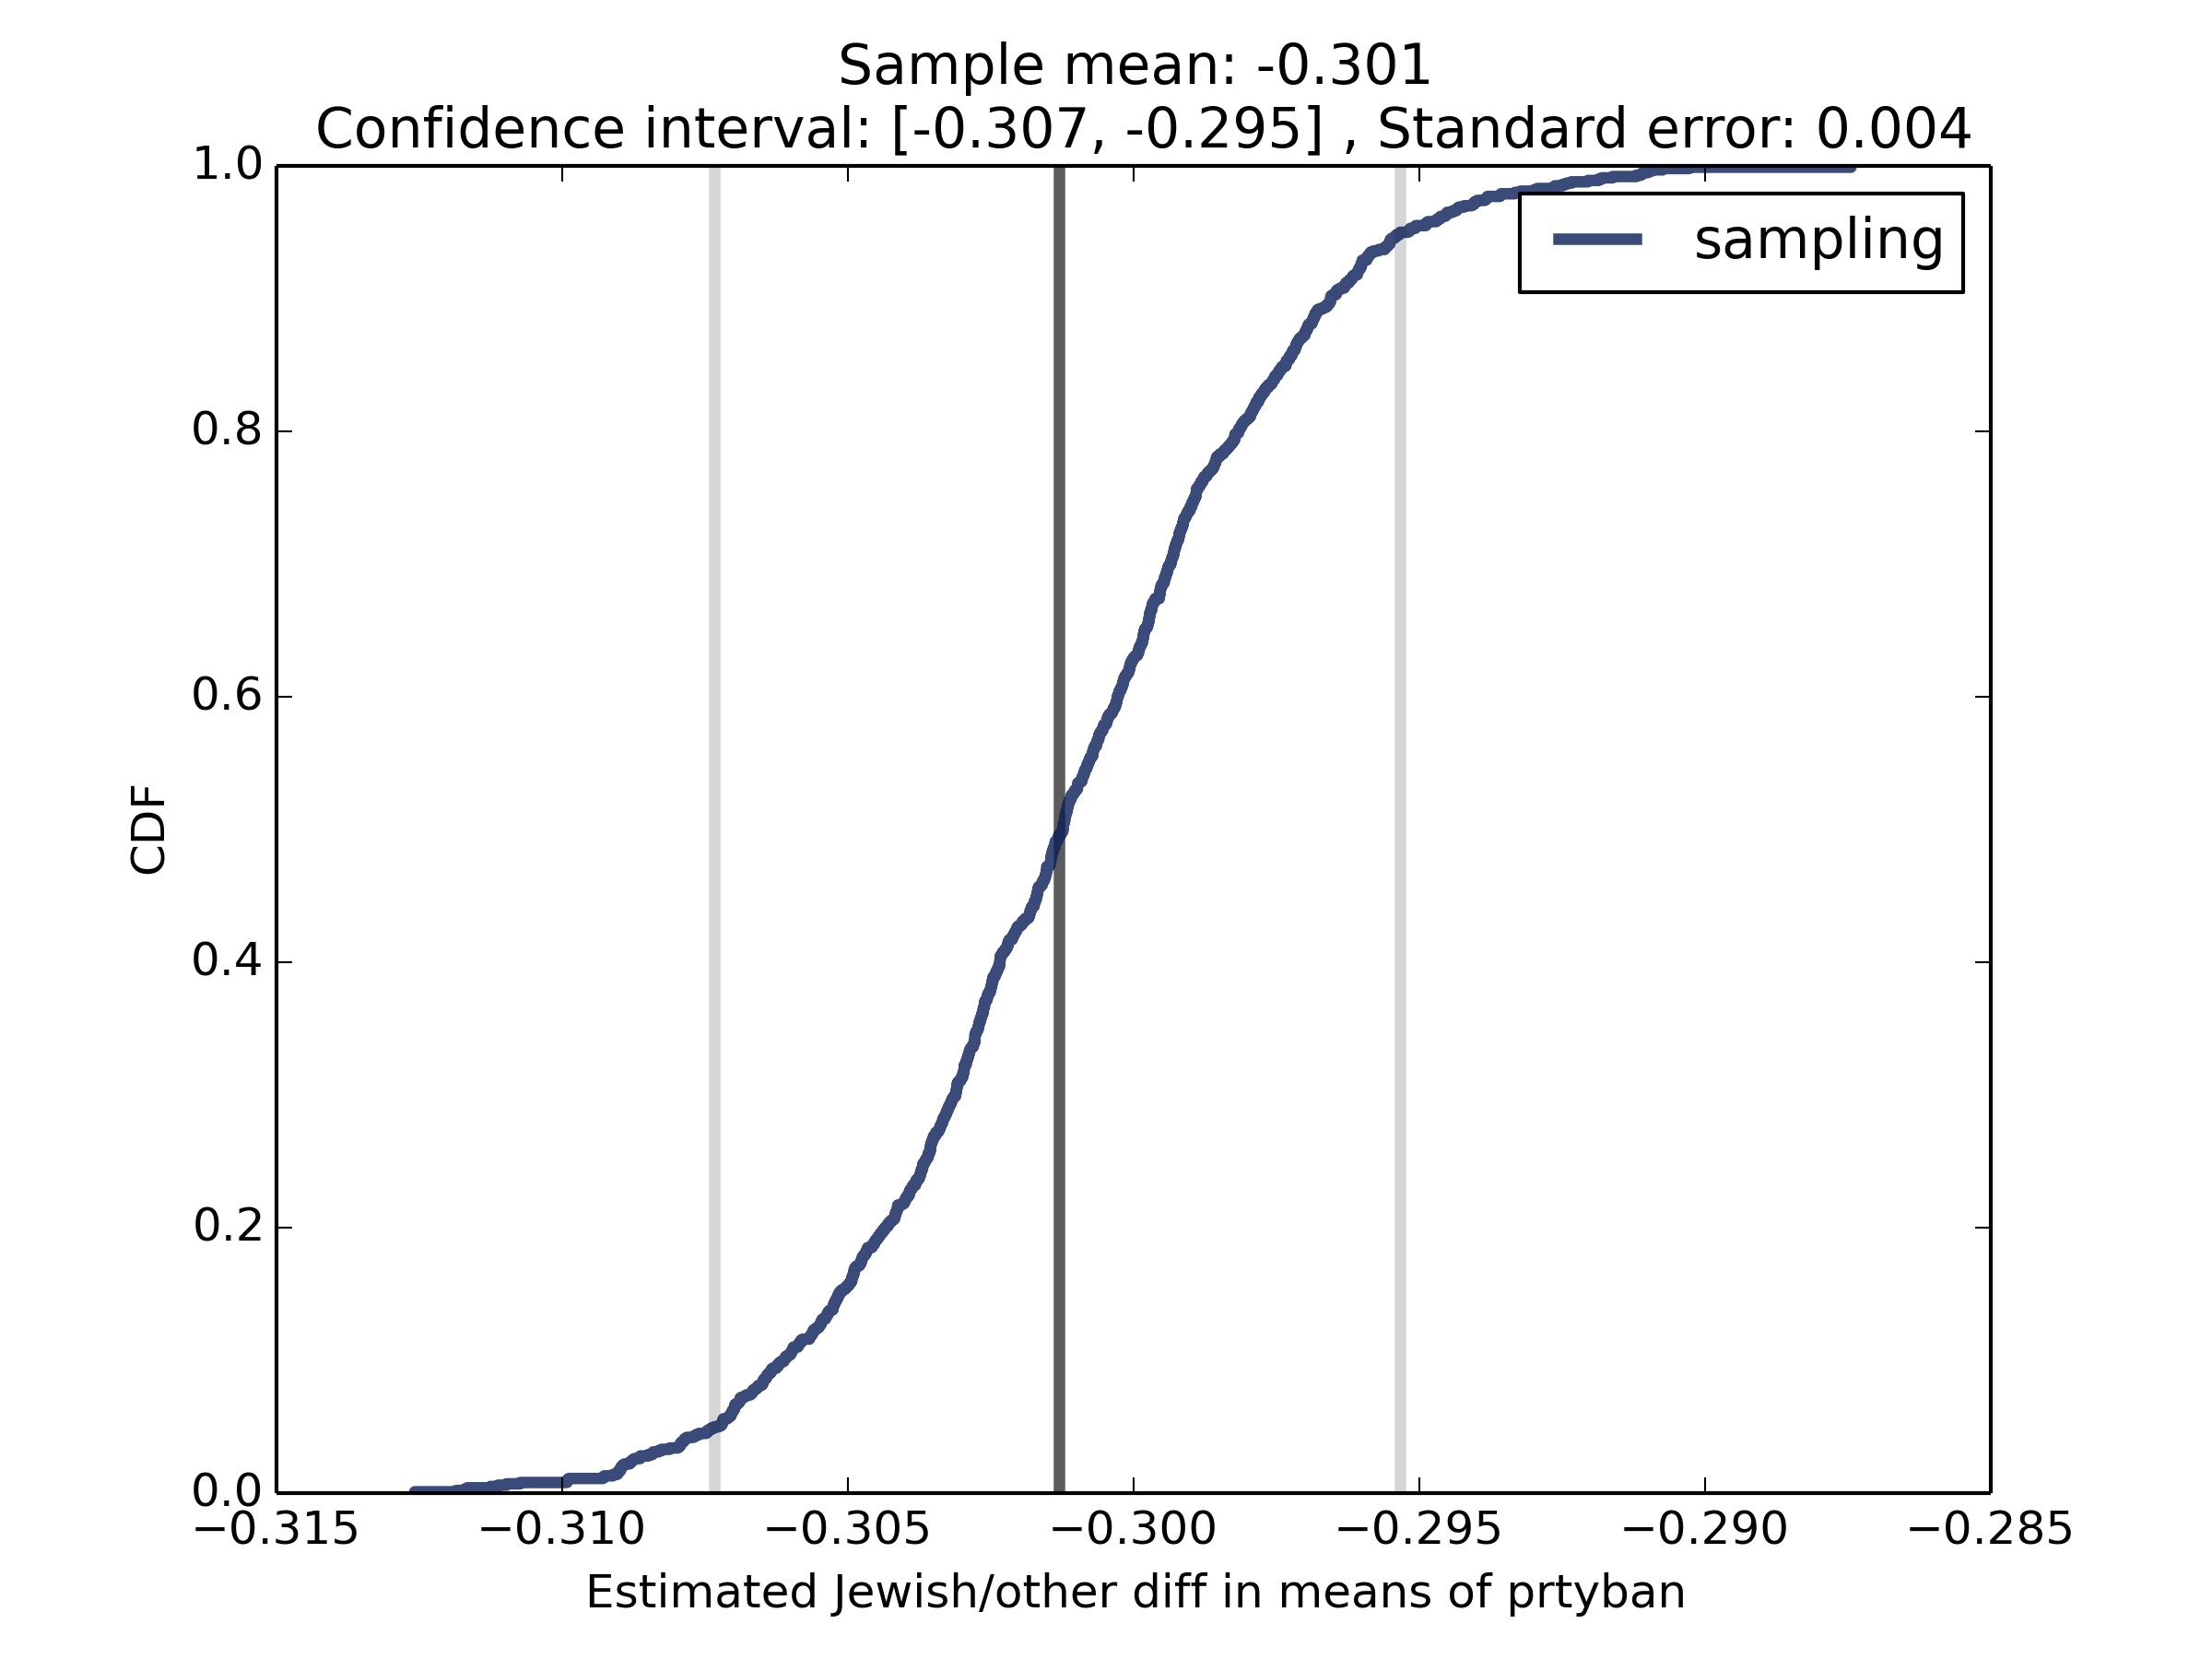 Sample mean: -0.301
Confidence interval: [-0.307, -0.295] , Standard error: 0.004
1.0
sampling
0.8
0.6
CDF
0.4
0.2
0.0
−0.315 −0.310 −0.305 −0.300 −0.295 −0.290 −0.285
Estimated Jewish/other diff in means of prtyban